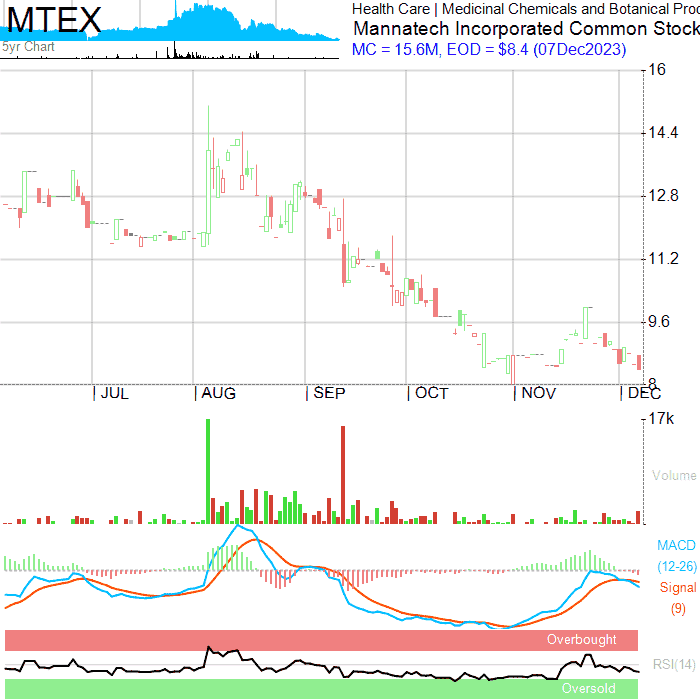 MTEX
5yr Chart
Health Care | Medicinal Chemicals and Botanical Prod
Mannatech Incorporated Common Stock
MC = 15.6M, EOD = $8.4 (07Dec2023)
16
14.4
12.8
11.2
9.6
8
JUL AUG SEP OCT NOV DEC
17k
Volume
MACD
(12-26)
Signal
(9)
Overbought
RSI(14)
Oversold